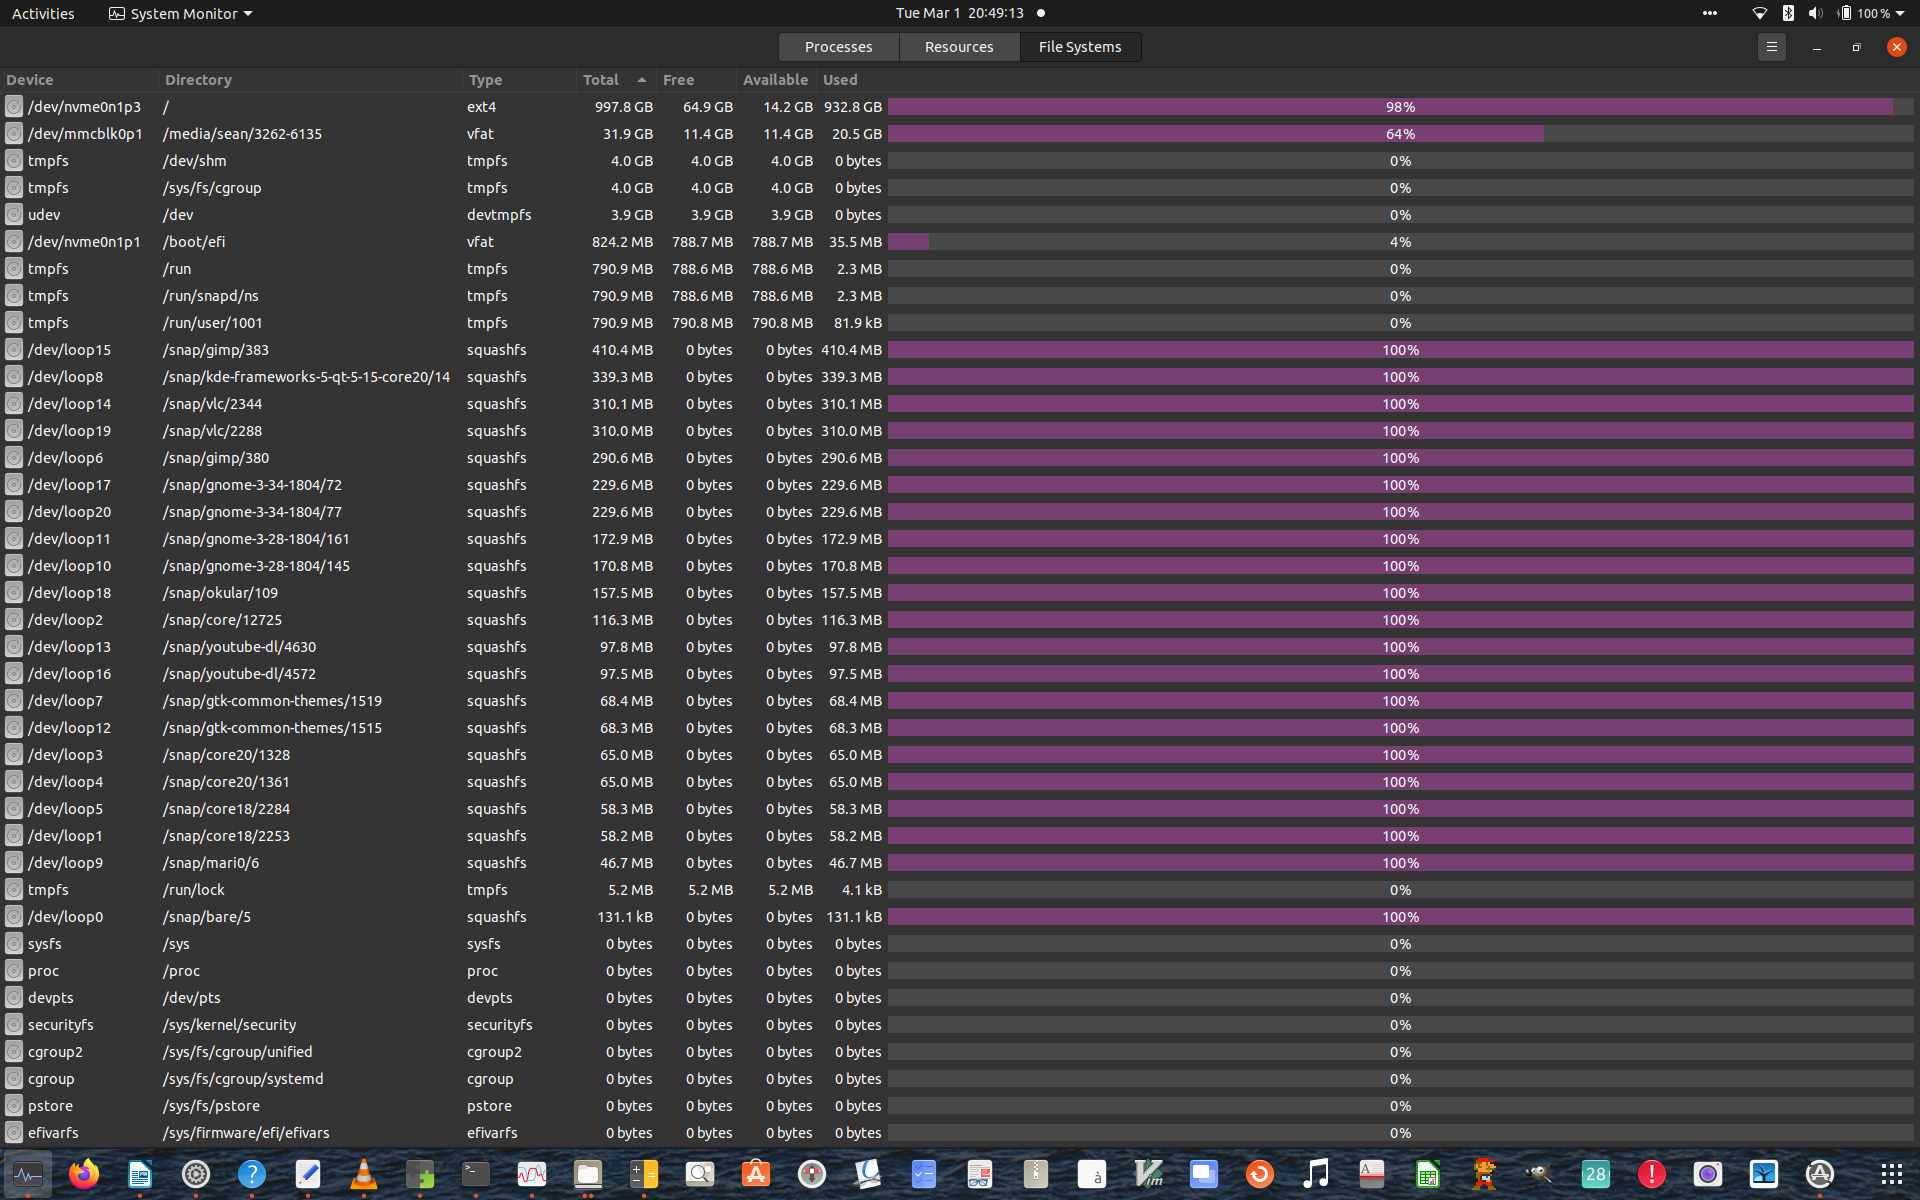 Activities System Monitor Tue Mar 1 20:49:13 100 %
Processes Resources File Systems
Device Directory Type Total Free Available Used
/dev/nvme0n1p3 / ext4 997.8 GB 64.9 GB 14.2 GB 932.8 GB 98%
/dev/mmcblk0p1 /media/sean/3262-6135 vfat 31.9 GB 11.4 GB 11.4 GB 20.5 GB 64%
tmpfs /dev/shm tmpfs 4.0 GB 4.0 GB 4.0 GB 0 bytes 0%
tmpfs /sys/fs/cgroup tmpfs 4.0 GB 4.0 GB 4.0 GB 0 bytes 0%
udev /dev devtmpfs 3.9 GB 3.9 GB 3.9 GB 0 bytes 0%
/dev/nvme0n1p1 /boot/efi vfat 824.2 MB 788.7 MB 788.7 MB 35.5 MB 4%
tmpfs /run tmpfs 790.9 MB 788.6 MB 788.6 MB 2.3 MB 0%
tmpfs /run/snapd/ns tmpfs 790.9 MB 788.6 MB 788.6 MB 2.3 MB 0%
tmpfs /run/user/1001 tmpfs 790.9 MB 790.8 MB 790.8 MB 81.9 kB 0%
/dev/loop15 /snap/gimp/383 squashfs 410.4 MB 0 bytes 0 bytes 410.4 MB 100%
/dev/loop8 /snap/kde-frameworks-5-qt-5-15-core20/14 squashfs 339.3 MB 0 bytes 0 bytes 339.3 MB 100%
/dev/loop14 /snap/vlc/2344 squashfs 310.1 MB 0 bytes 0 bytes 310.1 MB 100%
/dev/loop19 /snap/vlc/2288 squashfs 310.0 MB 0 bytes 0 bytes 310.0 MB 100%
/dev/loop6 /snap/gimp/380 squashfs 290.6 MB 0 bytes 0 bytes 290.6 MB 100%
/dev/loop17 /snap/gnome-3-34-1804/72 squashfs 229.6 MB 0 bytes 0 bytes 229.6 MB 100%
/dev/loop20 /snap/gnome-3-34-1804/77 squashfs 229.6 MB 0 bytes 0 bytes 229.6 MB 100%
/dev/loop11 /snap/gnome-3-28-1804/161 squashfs 172.9 MB 0 bytes 0 bytes 172.9 MB 100%
/dev/loop10 /snap/gnome-3-28-1804/145 squashfs 170.8 MB 0 bytes 0 bytes 170.8 MB 100%
/dev/loop18 /snap/okular/109 squashfs 157.5 MB 0 bytes 0 bytes 157.5 MB 100%
/dev/loop2 /snap/core/12725 squashfs 116.3 MB 0 bytes 0 bytes 116.3 MB 100%
/dev/loop13 /snap/youtube-dl/4630 squashfs 97.8 MB 0 bytes 0 bytes 97.8 MB 100%
/dev/loop16 /snap/youtube-dl/4572 squashfs 97.5 MB 0 bytes 0 bytes 97.5 MB 100%
/dev/loop7 /snap/gtk-common-themes/1519 squashfs 68.4 MB 0 bytes 0 bytes 68.4 MB 100%
/dev/loop12 /snap/gtk-common-themes/1515 squashfs 68.3 MB 0 bytes 0 bytes 68.3 MB 100%
/dev/loop3 /snap/core20/1328 squashfs 65.0 MB 0 bytes 0 bytes 65.0 MB 100%
/dev/loop4 /snap/core20/1361 squashfs 65.0 MB 0 bytes 0 bytes 65.0 MB 100%
/dev/loop5 /snap/core18/2284 squashfs 58.3 MB 0 bytes 0 bytes 58.3 MB 100%
/dev/loop1 /snap/core18/2253 squashfs 58.2 MB 0 bytes 0 bytes 58.2 MB 100%
/dev/loop9 /snap/mari0/6 squashfs 46.7 MB 0 bytes 0 bytes 46.7 MB 100%
tmpfs /run/lock tmpfs 5.2 MB 5.2 MB 5.2 MB 4.1 kB 0%
/dev/loop0 /snap/bare/5 squashfs 131.1 kB 0 bytes 0 bytes 131.1 kB 100%
sysfs /sys sysfs 0 bytes 0 bytes 0 bytes 0 bytes 0%
proc /proc proc 0 bytes 0 bytes 0 bytes 0 bytes 0%
devpts /dev/pts devpts 0 bytes 0 bytes 0 bytes 0 bytes 0%
securityfs /sys/kernel/security securityfs 0 bytes 0 bytes 0 bytes 0 bytes 0%
cgroup2 /sys/fs/cgroup/unified cgroup2 0 bytes 0 bytes 0 bytes 0 bytes 0%
cgroup /sys/fs/cgroup/systemd cgroup 0 bytes 0 bytes 0 bytes 0 bytes 0%
pstore /sys/fs/pstore pstore 0 bytes 0 bytes 0 bytes 0 bytes 0%
efivarfs /sys/firmware/efi/efivars efivarfs 0 bytes 0 bytes 0 bytes 0 bytes 0%
? >_ A à Vim A 28 !